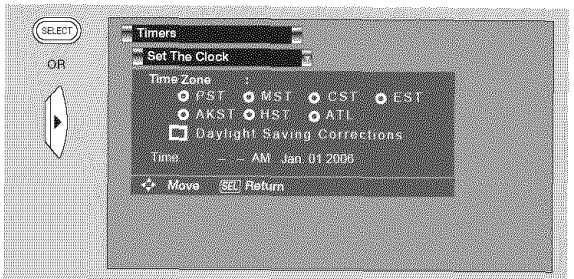 SELECT
OR
Timers
Set The Clock
Time Zone :
PST MST CST EST
AKST HST ATL
Daylight Saving Corrections
Time – – AM Jan. 01 2006
Move SEL Return